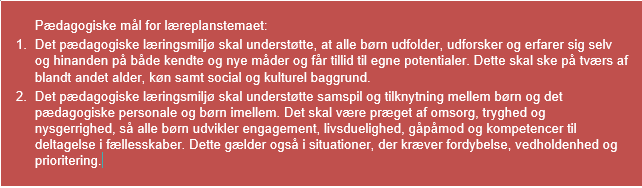 Pædagogiske mål for læreplanstemaet:
1. Det pædagogiske læringsmiljø skal understøtte, at alle børn udfolder, udforsker og erfarer sig selv
og hinanden på både kendte og nye måder og får tillid til egne potentialer. Dette skal ske på tværs af
blandt andet alder, køn samt social og kulturel baggrund.
2. Det pædagogiske læringsmiljø skal understøtte samspil og tilknytning mellem børn og det
pædagogiske personale og børn imellem. Det skal være præget af omsorg, tryghed og
nysgerrighed, så alle børn udvikler engagement, livsduelighed, gåpåmod og kompetencer til
deltagelse i fællesskaber. Dette gælder også i situationer, der kræver fordybelse, vedholdenhed og
prioritering.